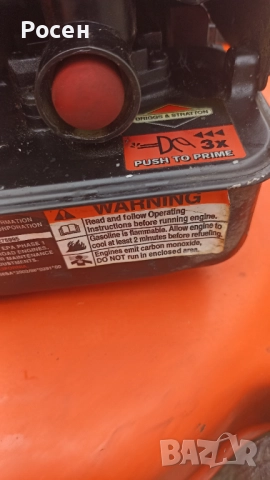 Росен
BRIGGS & STRATTON
3x
PUSH TO PRIME
WARNING
Read and follow Operating
Instructions before running engine.
Gasoline is flammable. Allow engine to
cool at least 2 minutes before refueling.
Engines emit carbon monoxide,
DO NOT run in enclosed area.
EPA PHASE 1
bazar.bg